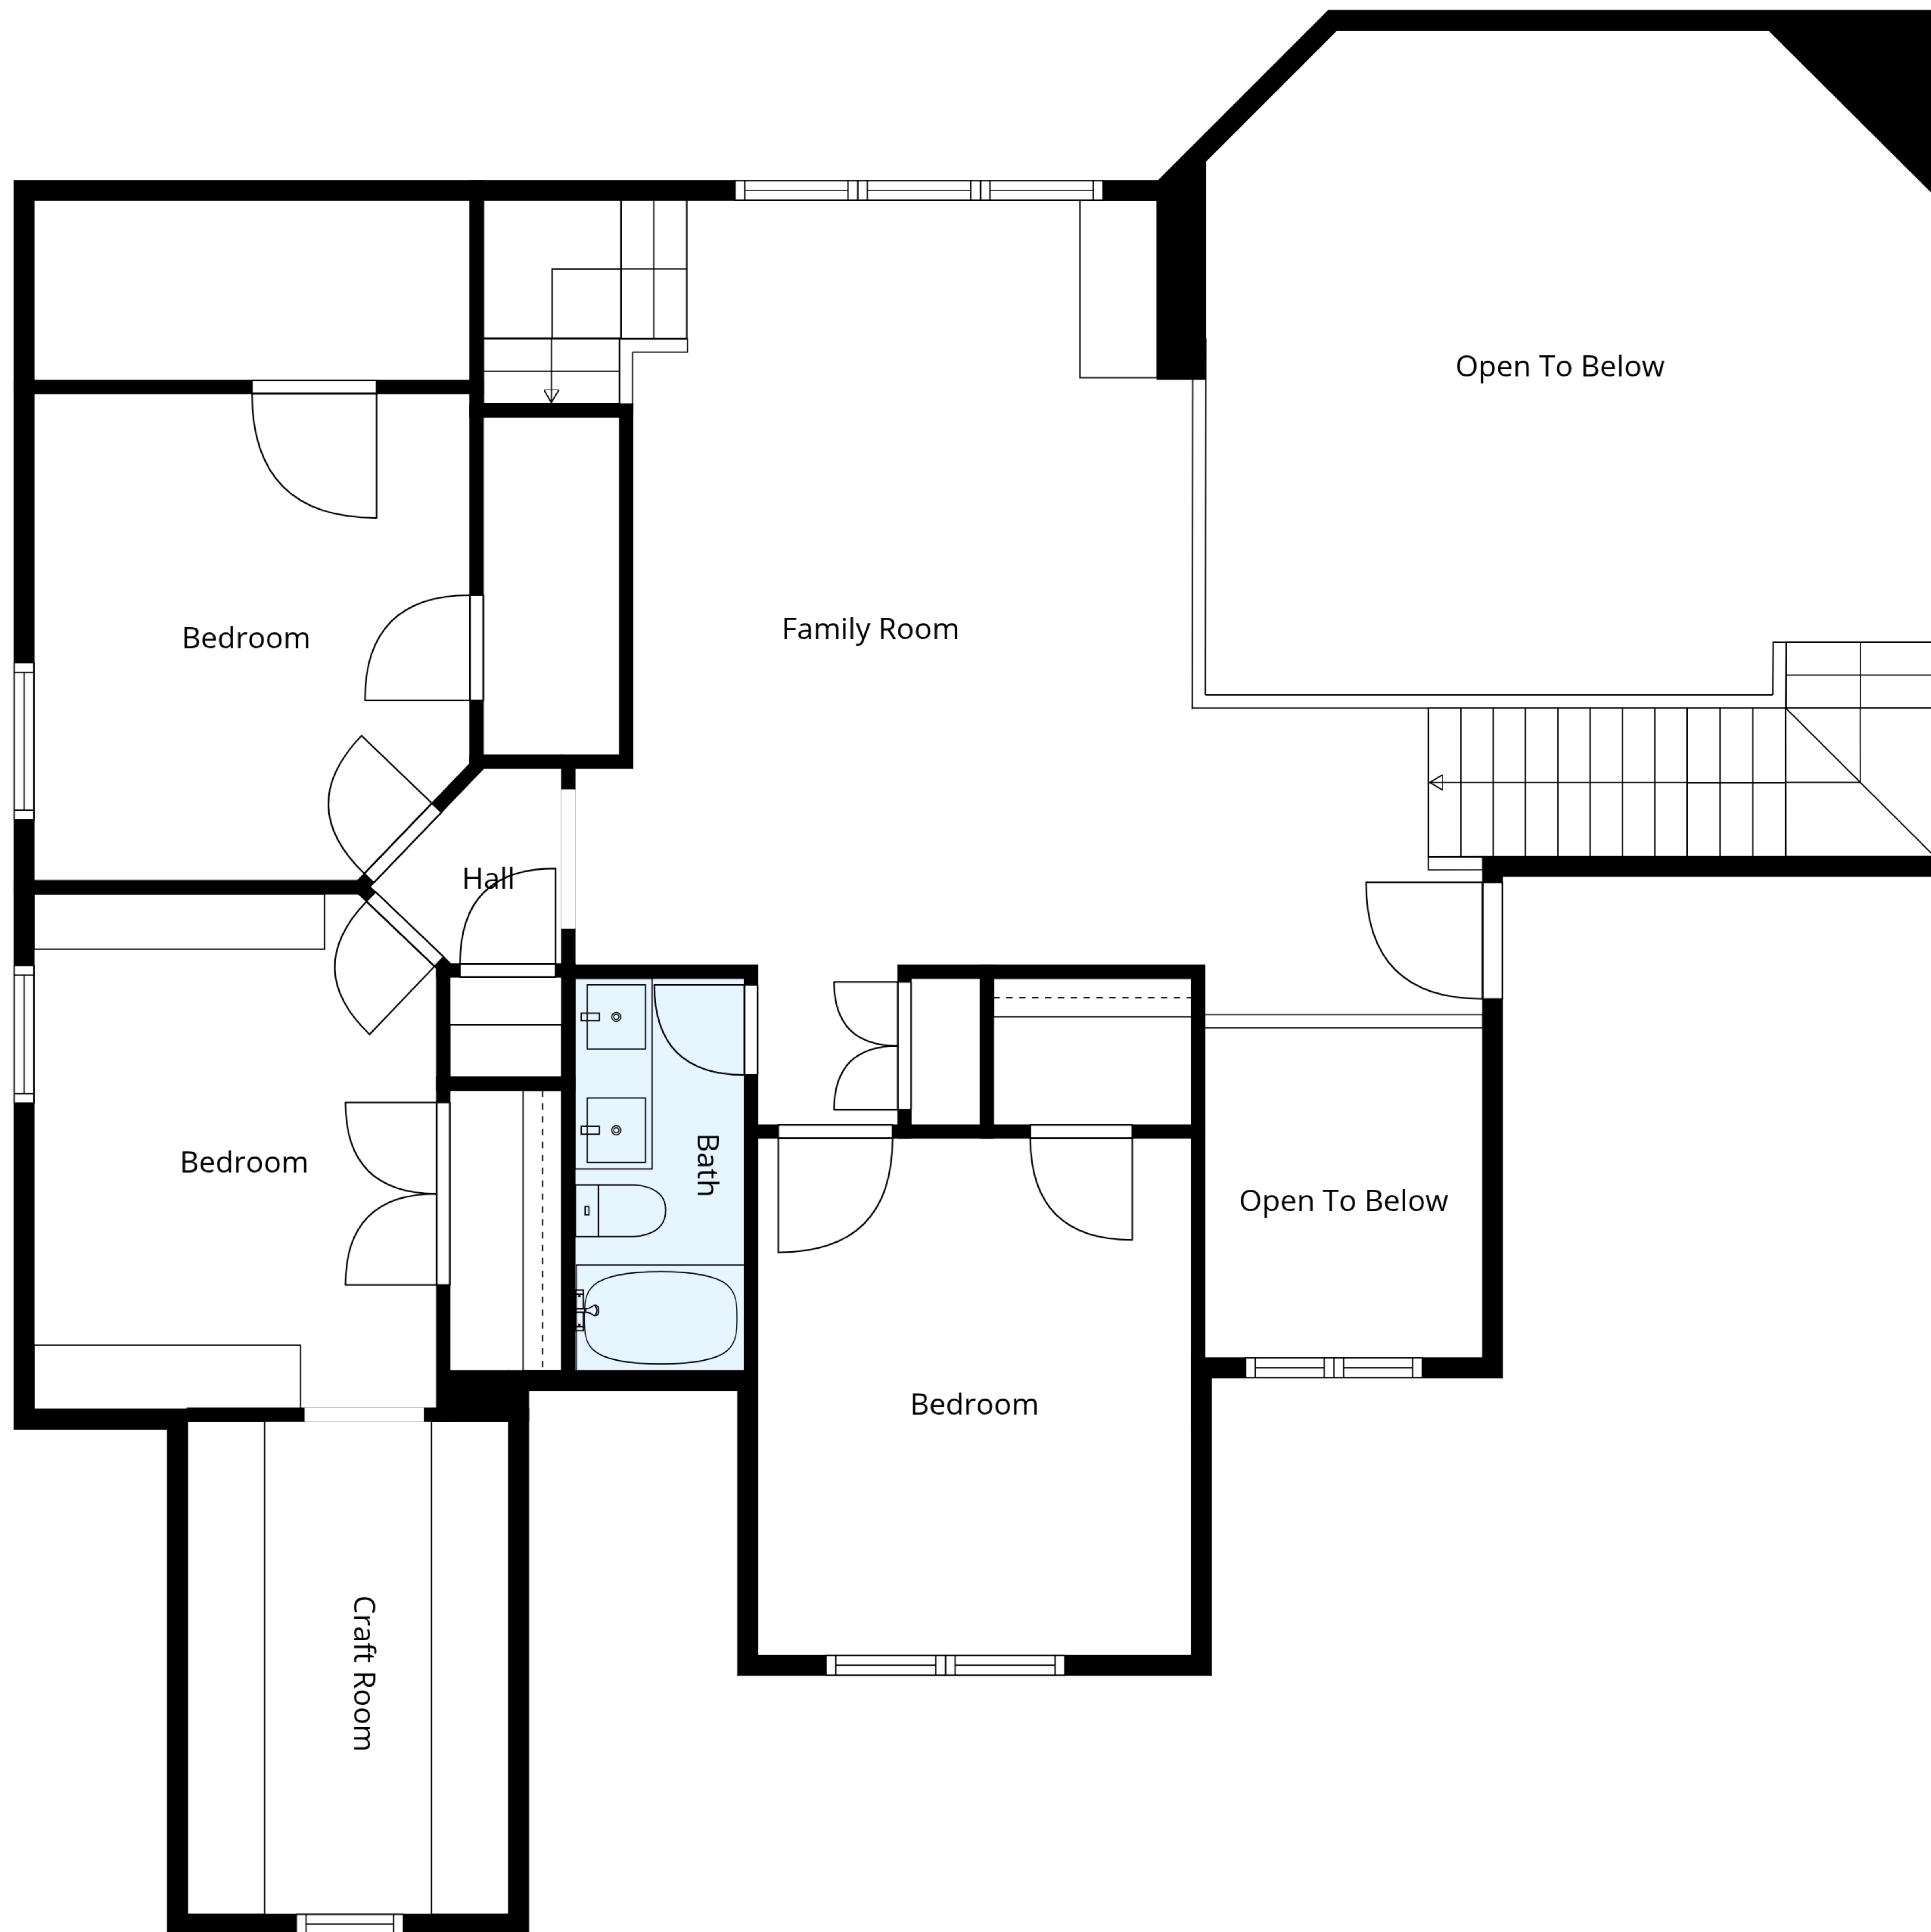 Open To Below
Family Room
Bedroom
Hall
Bedroom
Bath
Open To Below
Bedroom
Craft Room